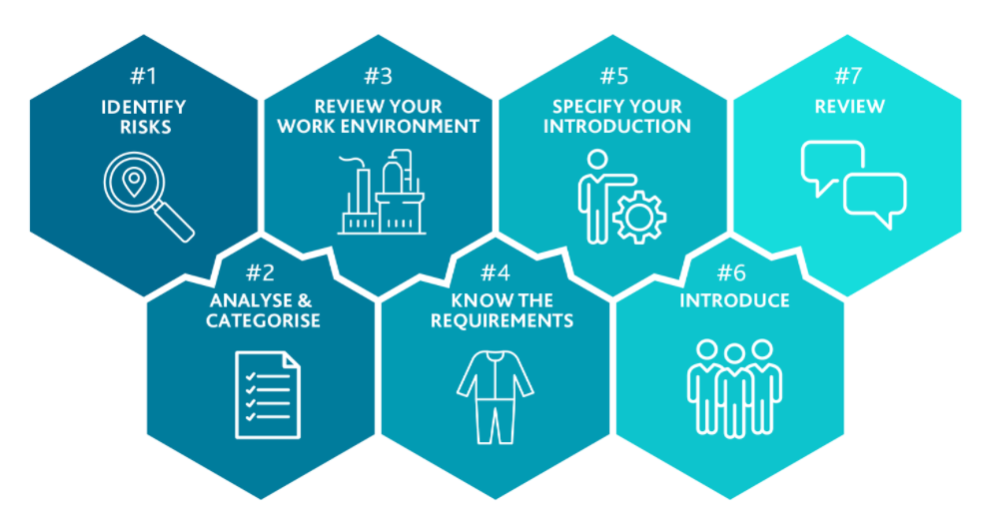 #1
IDENTIFY
RISKS
#2
ANALYSE &
CATEGORISE
#3
REVIEW YOUR
WORK ENVIRONMENT
#4
KNOW THE
REQUIREMENTS
#5
SPECIFY YOUR
INTRODUCTION
#6
INTRODUCE
#7
REVIEW